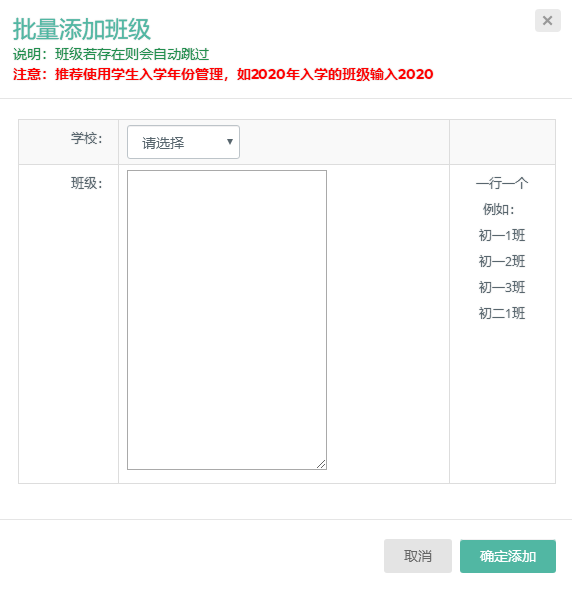 批量添加班级
说明：班级若存在则会自动跳过
注意：推荐使用学生入学年份管理，如2020年入学的班级输入2020
学校：
请选择
班级：
一行一个
例如：
初一1班
初一2班
初一3班
初二1班
取消
确定添加